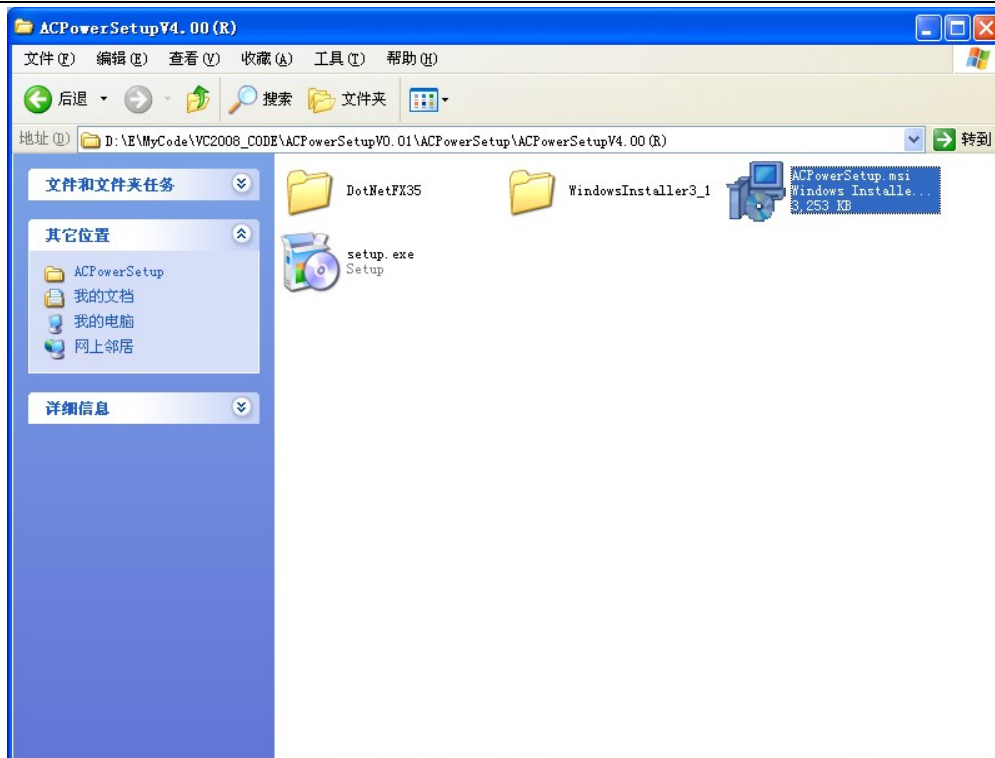 ACPowerSetupV4.00(R)
文件(F) 编辑(E) 查看(V) 收藏(A) 工具(T) 帮助(H)
后退 搜索 文件夹
地址(D) D:\E\MyCode\VC2008_CODE\ACPowerSetupV0.01\ACPowerSetup\ACPowerSetupV4.00(R) 转到
文件和文件夹任务
其它位置
ACPowerSetup
我的文档
我的电脑
网上邻居
详细信息
DotNetFX35
WindowsInstaller3_1
ACPowerSetup.msi
Windows Installe...
3,253 KB
setup.exe
Setup